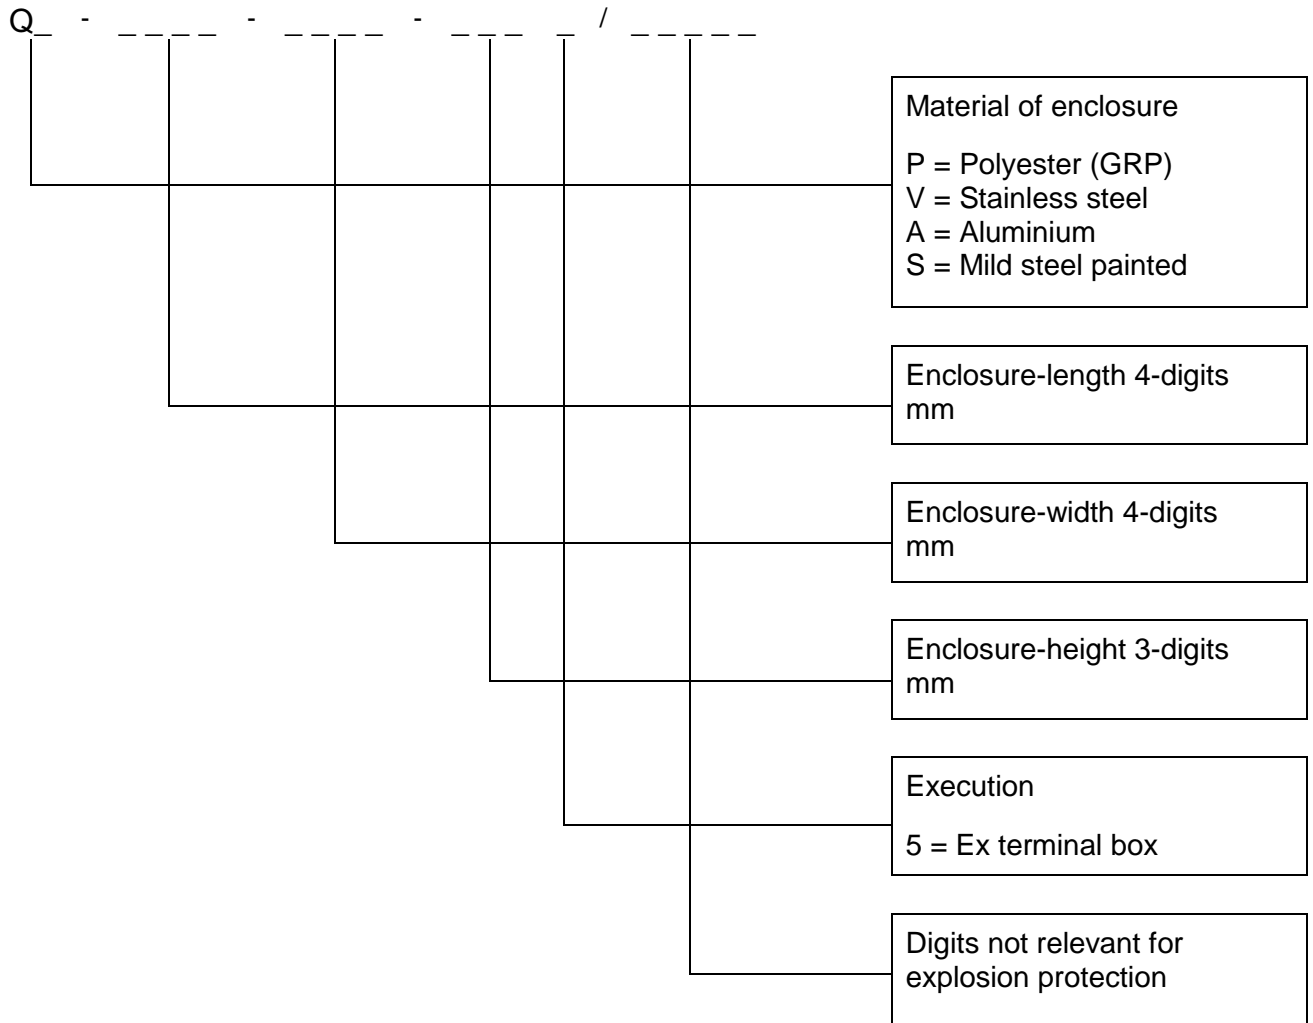 Q_ - _ _ _ _ - _ _ _ _ - _ _ _ _ / _ _ _ _ _
Material of enclosure
P = Polyester (GRP)
V = Stainless steel
A = Aluminium
S = Mild steel painted
Enclosure-length 4-digits
mm
Enclosure-width 4-digits
mm
Enclosure-height 3-digits
mm
Execution
5 = Ex terminal box
Digits not relevant for
explosion protection